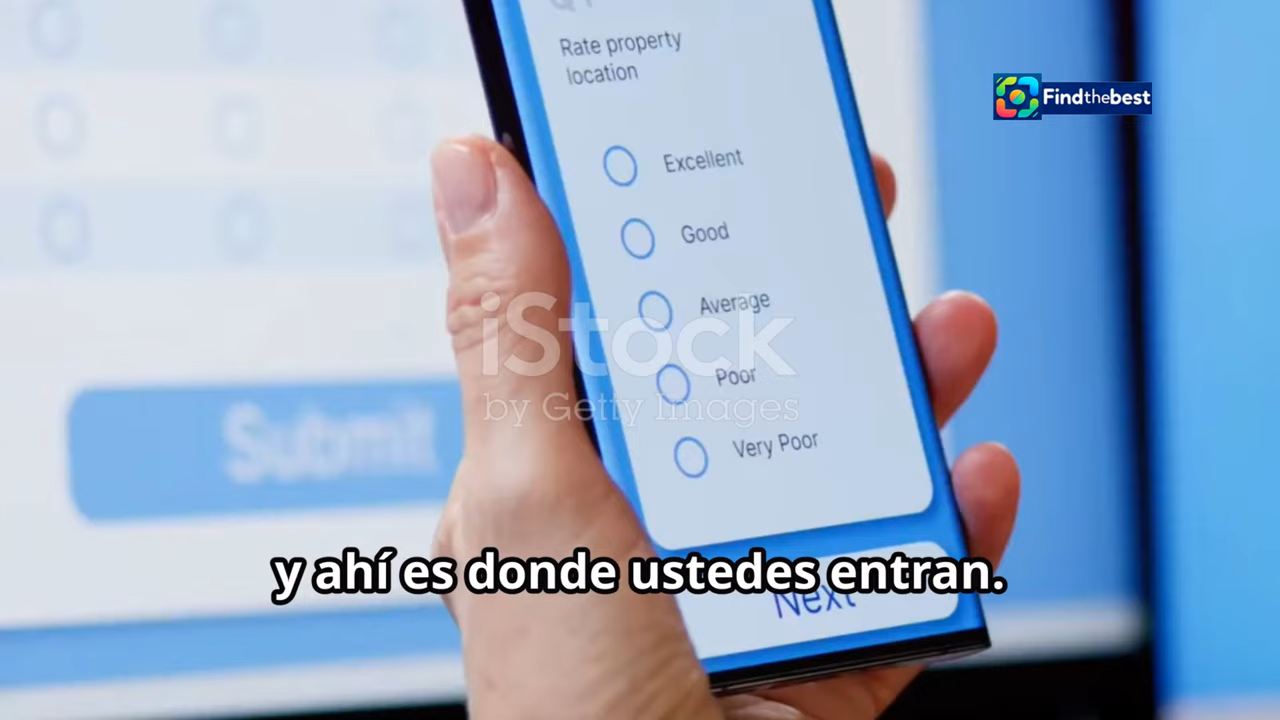 Rate property
location
Findthebest
Excellent
Good
Average
iStock
Poor
by Getty Images
Very Poor
Submit
y ahí es donde ustedes entran.
Next